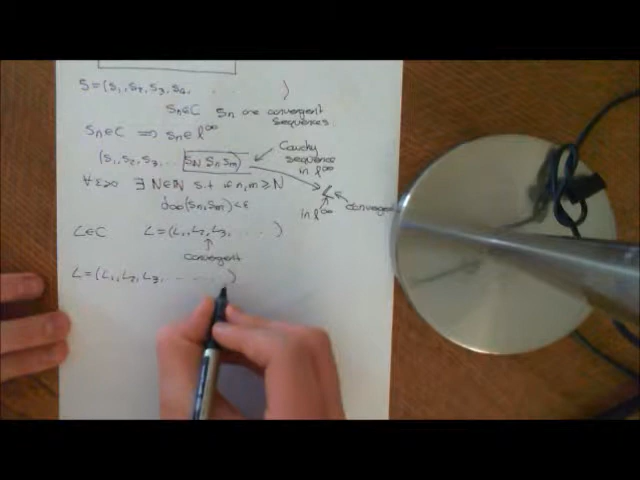 S=(S₁,S₂,S₃,S₄, )
Sₙ∈C Sₙ are convergent sequences
Sₙ∈C ⟹ Sₙ∈ℓ^∞
(S₁,S₂,S₃,... S_N Sₙ Sₘ)
Cauchy sequence in ℓ^∞
∀ε>0 ∃N∈ℕ s.t if n,m≥N
d∞(Sₙ,Sₘ)<ε
L
in ℓ^∞
convergent
L∈C L=(L₁,L₂,L₃, ... )
convergent
L=(L₁,L₂,L₃, ... )